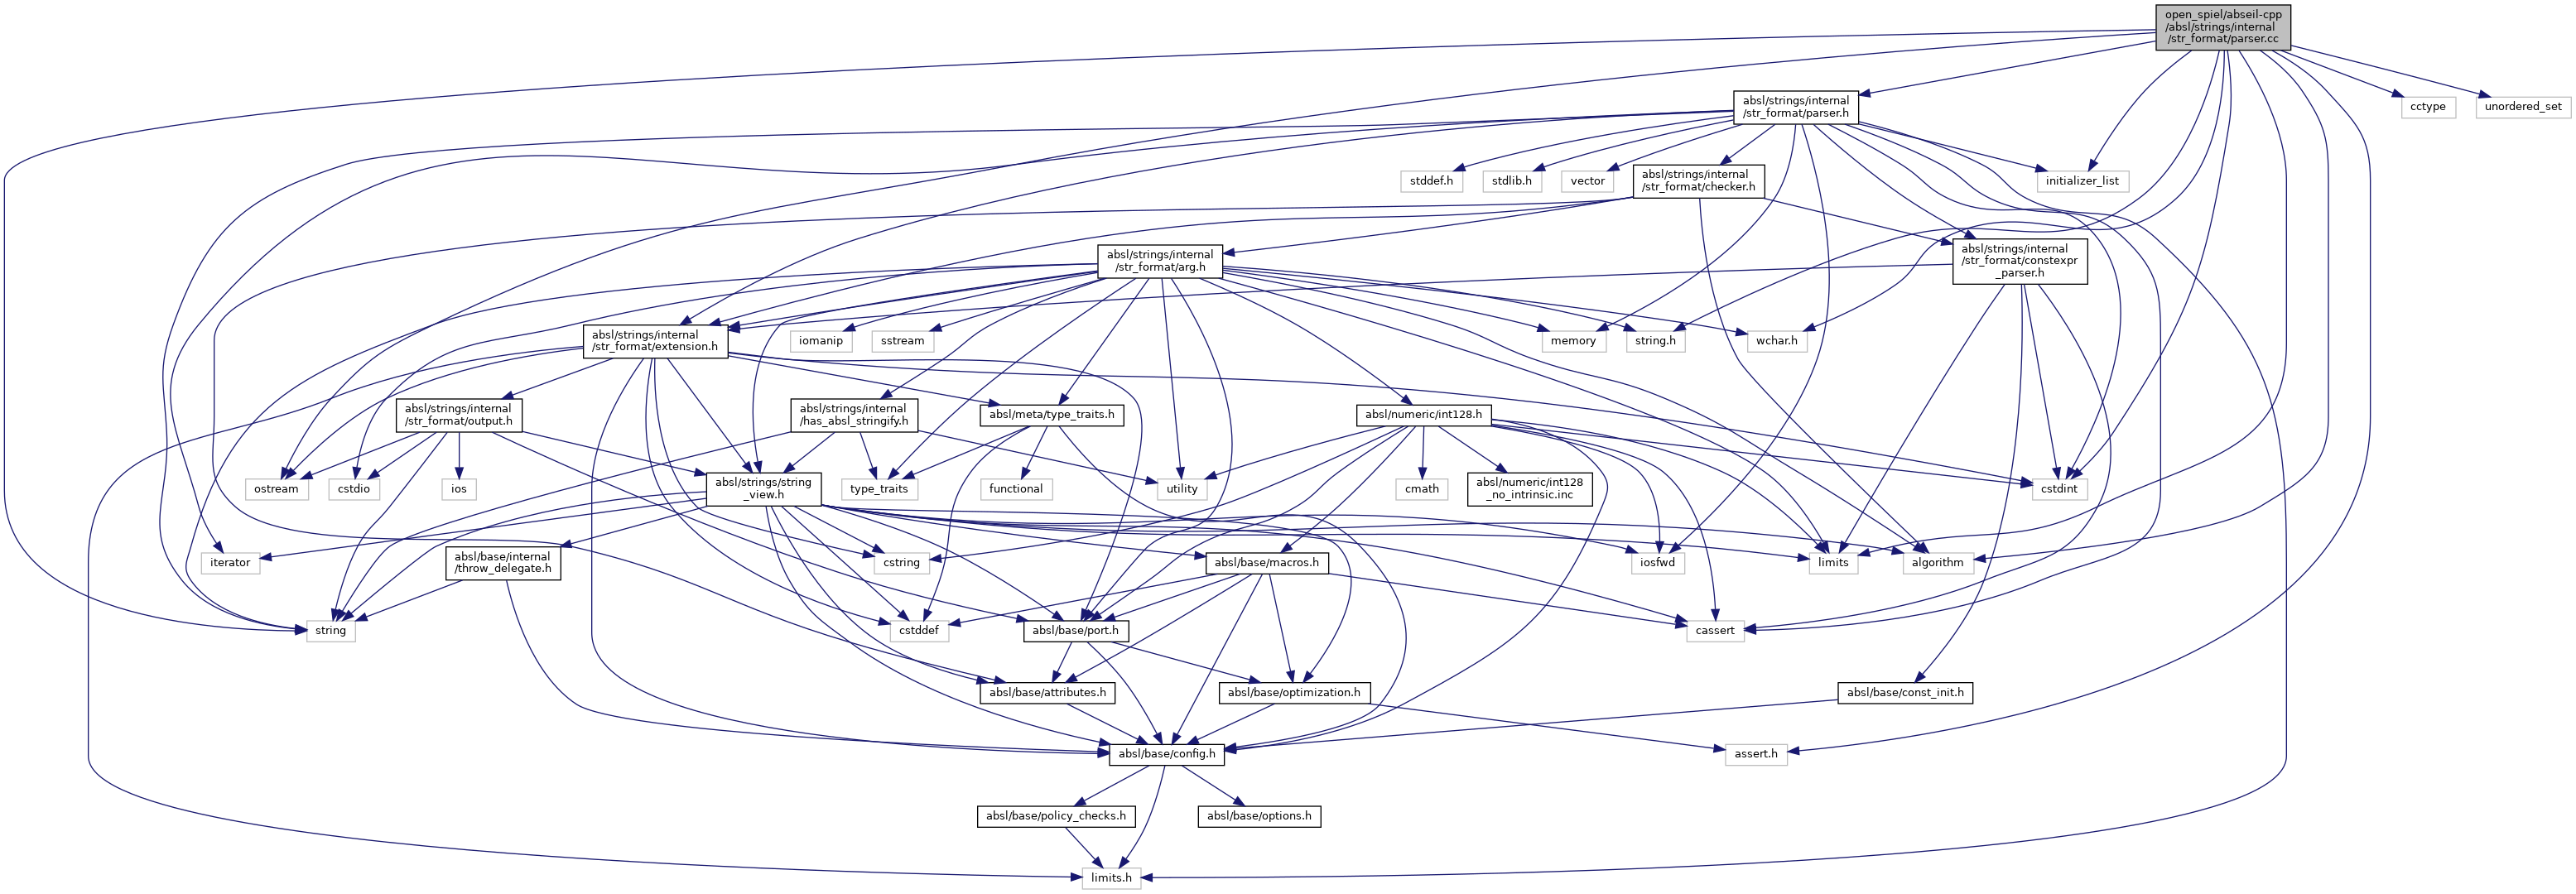 open_spiel/abseil-cpp
/absl/strings/internal
/str_format/parser.cc
absl/strings/internal
/str_format/parser.h
cctype
unordered_set
stddef.h
stdlib.h
vector
absl/strings/internal
/str_format/checker.h
initializer_list
absl/strings/internal
/str_format/arg.h
absl/strings/internal
/str_format/constexpr
_parser.h
absl/strings/internal
/str_format/extension.h
iomanip
sstream
memory
string.h
wchar.h
absl/strings/internal
/str_format/output.h
absl/strings/internal
/has_absl_stringify.h
absl/meta/type_traits.h
absl/numeric/int128.h
ostream
cstdio
ios
absl/strings/string
_view.h
type_traits
functional
utility
cmath
absl/numeric/int128
_no_intrinsic.inc
cstdint
iterator
absl/base/internal
/throw_delegate.h
cstring
absl/base/macros.h
iosfwd
limits
algorithm
string
cstddef
absl/base/port.h
cassert
absl/base/attributes.h
absl/base/optimization.h
absl/base/const_init.h
absl/base/config.h
assert.h
absl/base/policy_checks.h
absl/base/options.h
limits.h